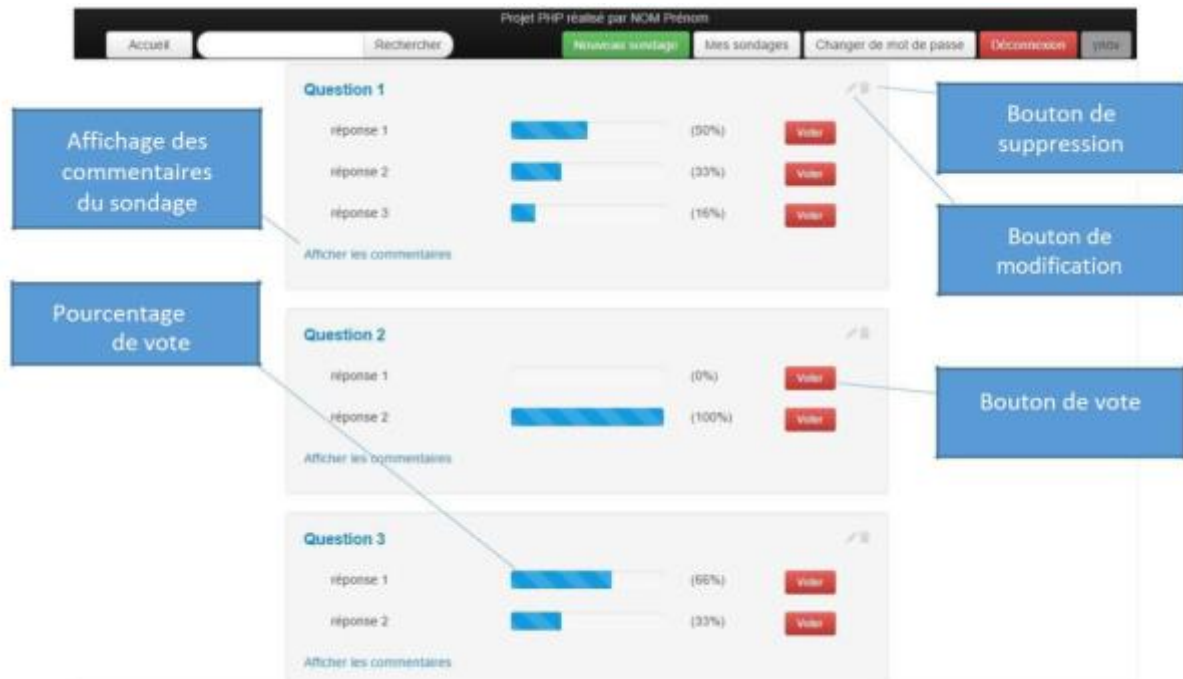 Projet PHP réalisé par NOM Prénom
Accueil
Rechercher
Nouveau sondage
Mes sondages
Changer de mot de passe
Déconnexion
Question 1
réponse 1
(50%)
Voter
réponse 2
(33%)
Voter
réponse 3
(16%)
Voter
Afficher les commentaires
Question 2
réponse 1
(0%)
Voter
réponse 2
(100%)
Voter
Afficher les commentaires
Question 3
réponse 1
(66%)
Voter
réponse 2
(33%)
Voter
Afficher les commentaires
Affichage des
commentaires
du sondage
Pourcentage
de vote
Bouton de
suppression
Bouton de
modification
Bouton de vote